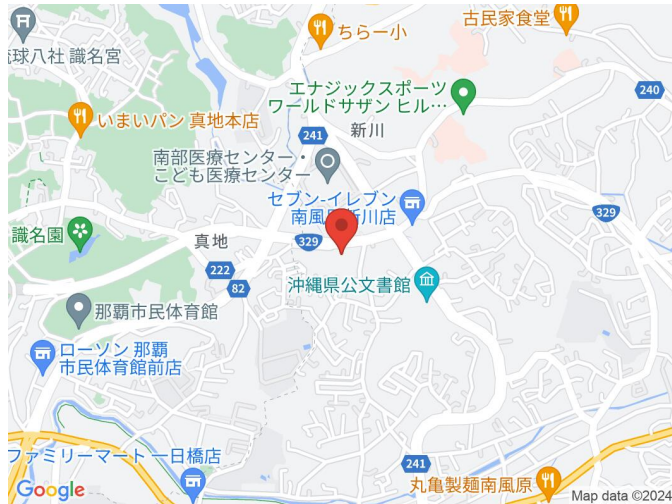 ちらー小
古民家食堂
琉球八社 識名宮
エナジックスポーツ
ワールドサザン ヒル…
240
いまいパン 真地本店
241
新川
南部医療センター・
こども医療センター
セブン-イレブン
南風原新川店
329
識名園
真地
329
222
82
沖縄県公文書館
那覇市民体育館
ローソン 那覇
市民体育館前店
ファミリーマート 一日橋店
241
丸亀製麺南風原
Google
Map data ©2024